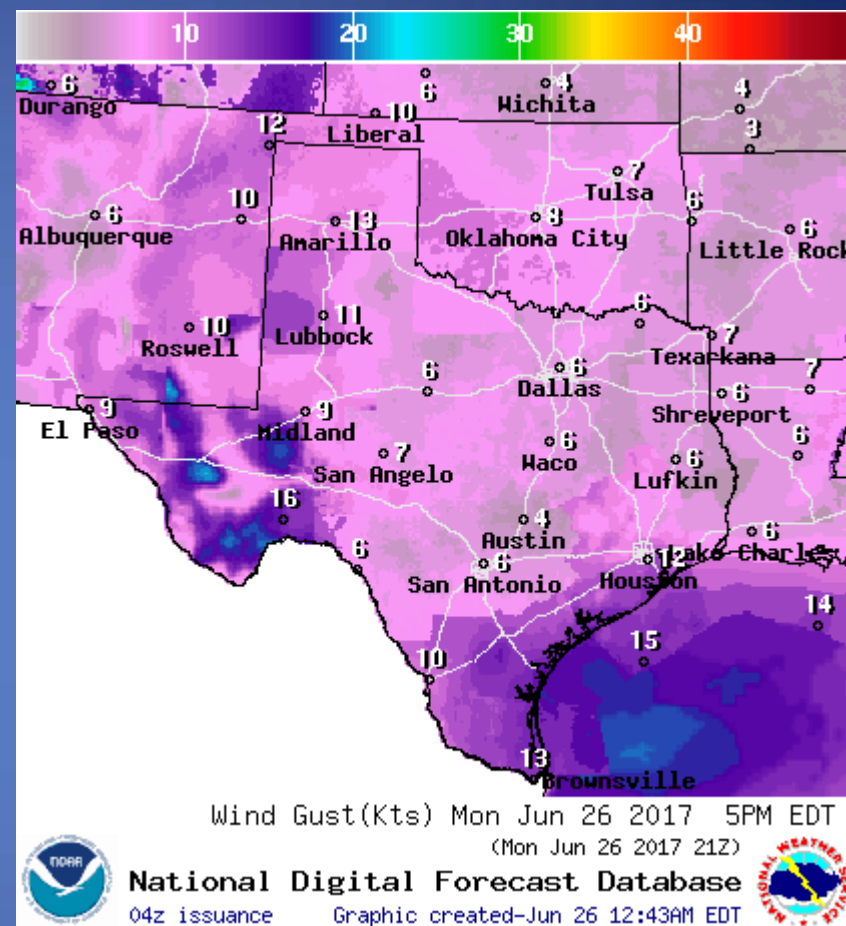 10 20 30 40
6 Durango
6
4 Wichita
4
10 Liberal
12
3
7 Tulsa
6 Albuquerque
10
13 Amarillo
8 Oklahoma City
6
6 Little Rock
10 Roswell
11 Lubbock
6
7 Texarkana
6 Dallas
6
6 Shreveport
7
9 El Paso
9 Midland
7 San Angelo
6 Waco
6 Lufkin
6
16
4 Austin
6
6 San Antonio
12 Houston
6 Lake Charles
10
15
14
13 Brownsville
Wind Gust(Kts) Mon Jun 26 2017 5PM EDT
(Mon Jun 26 2017 21Z)
NOAA
National Digital Forecast Database
04z issuance Graphic created-Jun 26 12:43AM EDT
NATIONAL WEATHER SERVICE